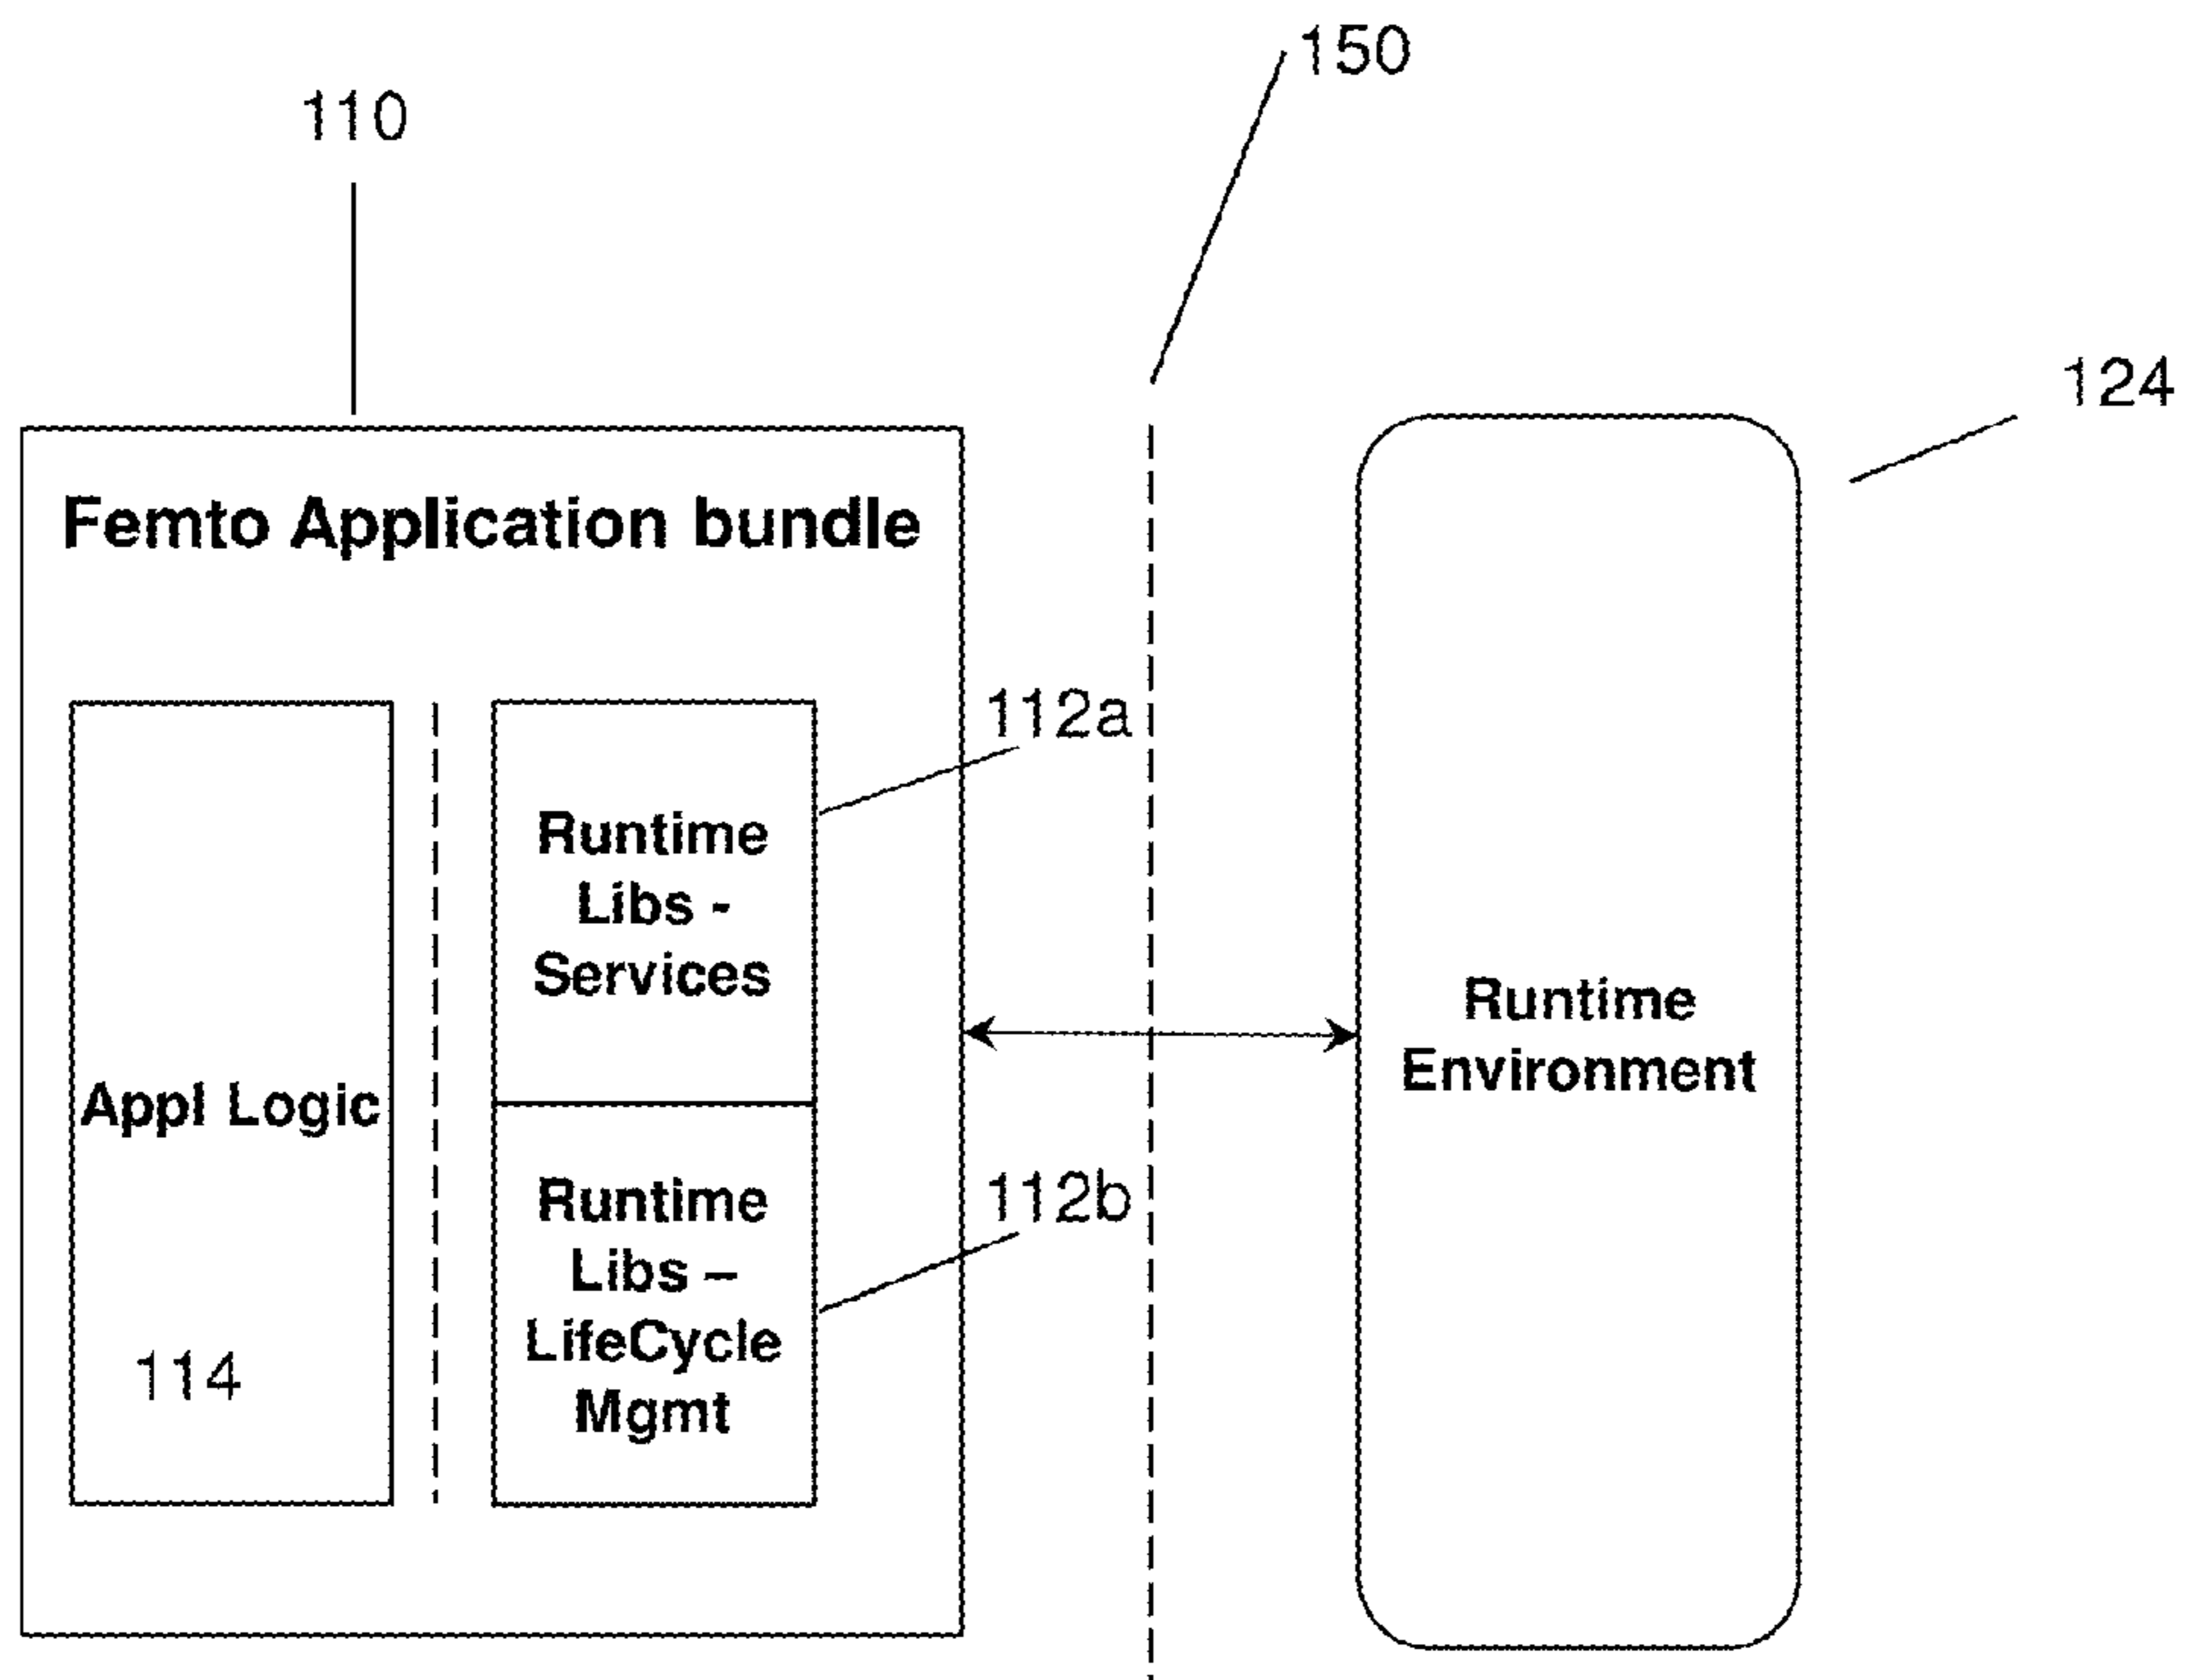 150
110
124
Femto Application bundle
112a
Runtime
Libs -
Services
Runtime
Environment
Appl Logic
112b
Runtime
Libs –
LifeCycle
Mgmt
114